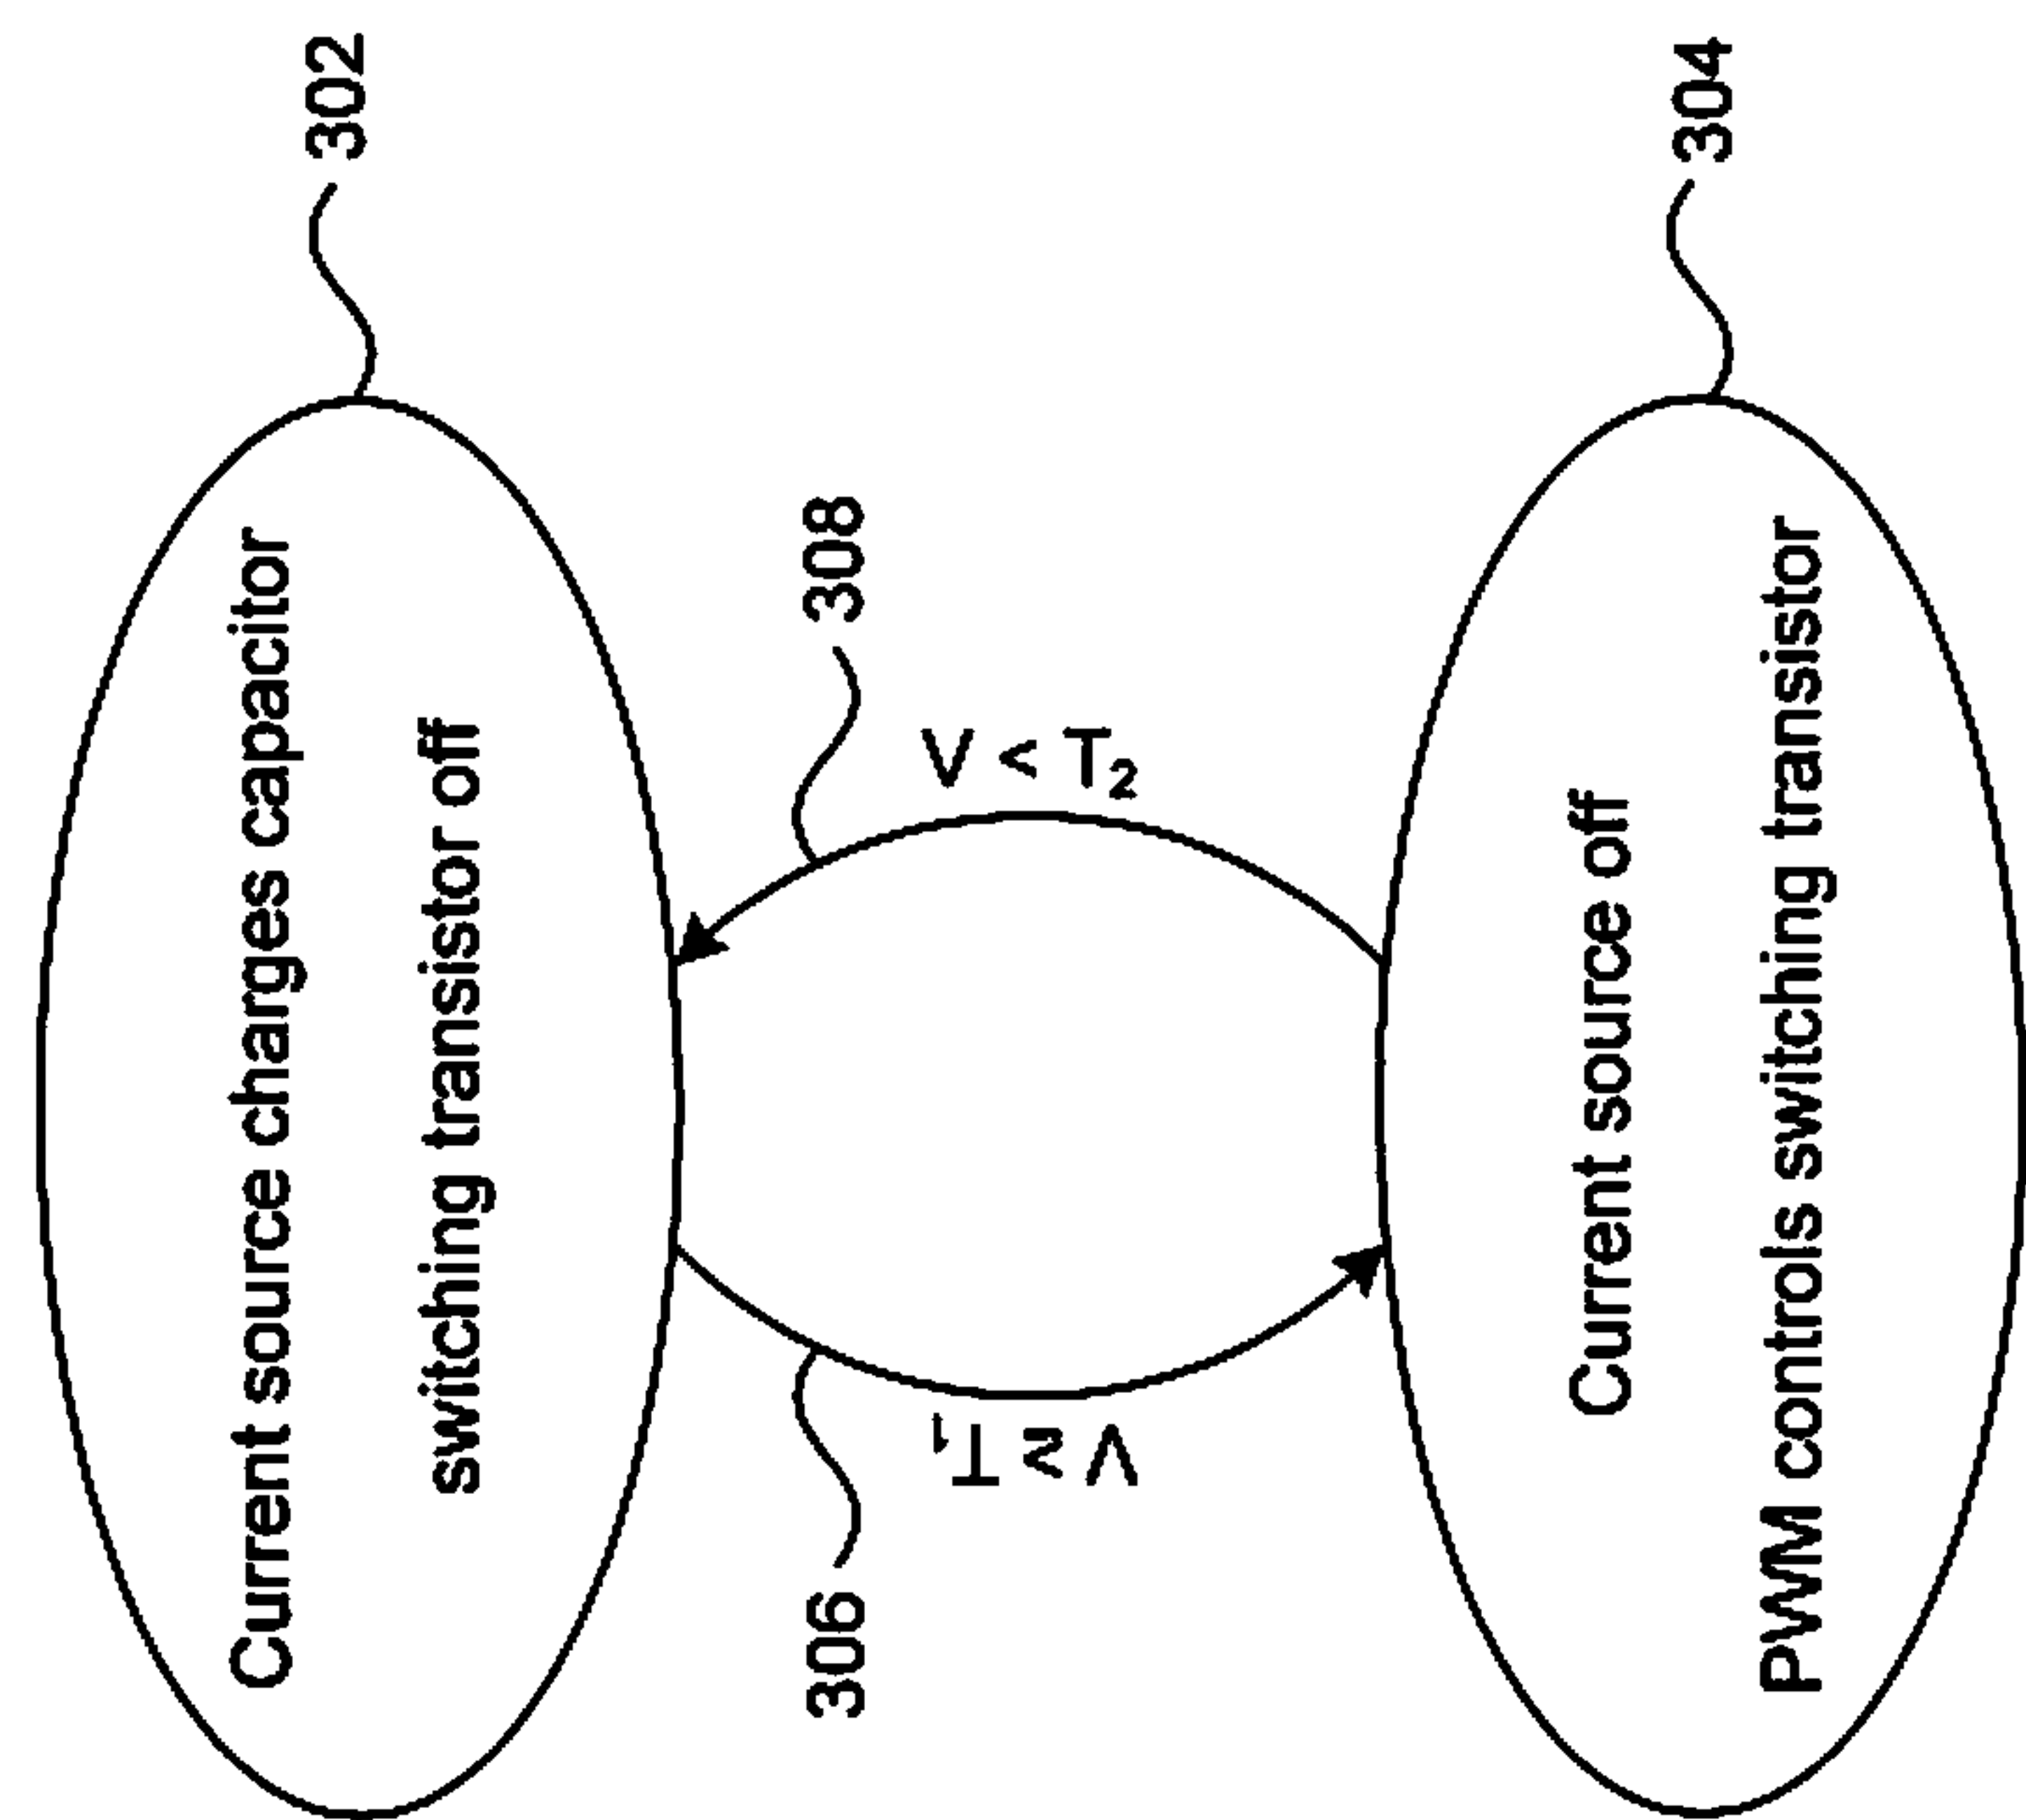 Current source charges capacitor
switching transistor off
302
306
V ≥ T₁
V < T₂
308
Current source off
PWM controls switching transistor
304